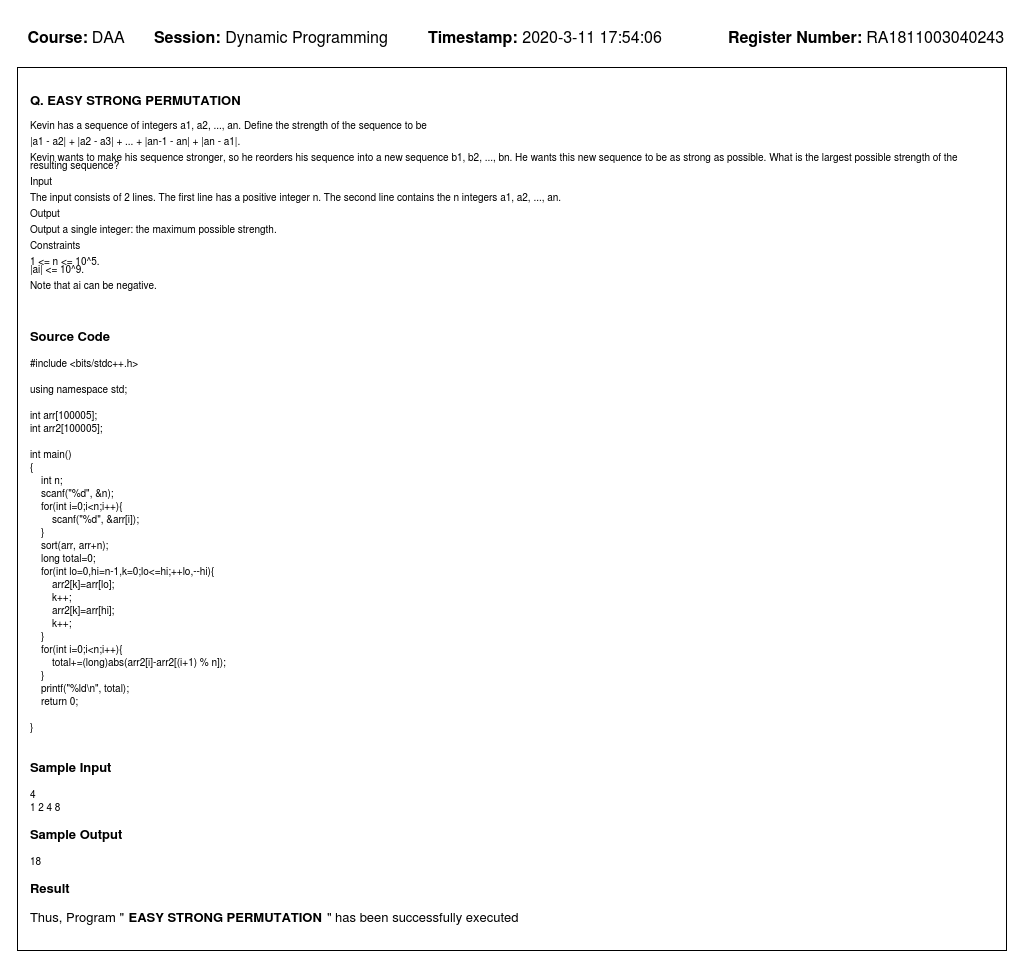 Course: DAA Session: Dynamic Programming Timestamp: 2020-3-11 17:54:06 Register Number: RA1811003040243
Q. EASY STRONG PERMUTATION
Kevin has a sequence of integers a1, a2, ..., an. Define the strength of the sequence to be
|a1 - a2| + |a2 - a3| + ... + |an-1 - an| + |an - a1|.
Kevin wants to make his sequence stronger, so he reorders his sequence into a new sequence b1, b2, ..., bn. He wants this new sequence to be as strong as possible. What is the largest possible strength of the
resulting sequence?
Input
The input consists of 2 lines. The first line has a positive integer n. The second line contains the n integers a1, a2, ..., an.
Output
Output a single integer: the maximum possible strength.
Constraints
1 <= n <= 10^5.
|ai| <= 10^9.
Note that ai can be negative.
Source Code
#include <bits/stdc++.h>
using namespace std;
int arr[100005];
int arr2[100005];
int main()
{
    int n;
    scanf("%d", &n);
    for(int i=0;i<n;i++){
        scanf("%d", &arr[i]);
    }
    sort(arr, arr+n);
    long total=0;
    for(int lo=0,hi=n-1,k=0;lo<=hi;++lo,--hi){
        arr2[k]=arr[lo];
        k++;
        arr2[k]=arr[hi];
        k++;
    }
    for(int i=0;i<n;i++){
        total+=(long)abs(arr2[i]-arr2[(i+1) % n]);
    }
    printf("%ld\n", total);
    return 0;
}
Sample Input
4
1 2 4 8
Sample Output
18
Result
Thus, Program " EASY STRONG PERMUTATION " has been successfully executed